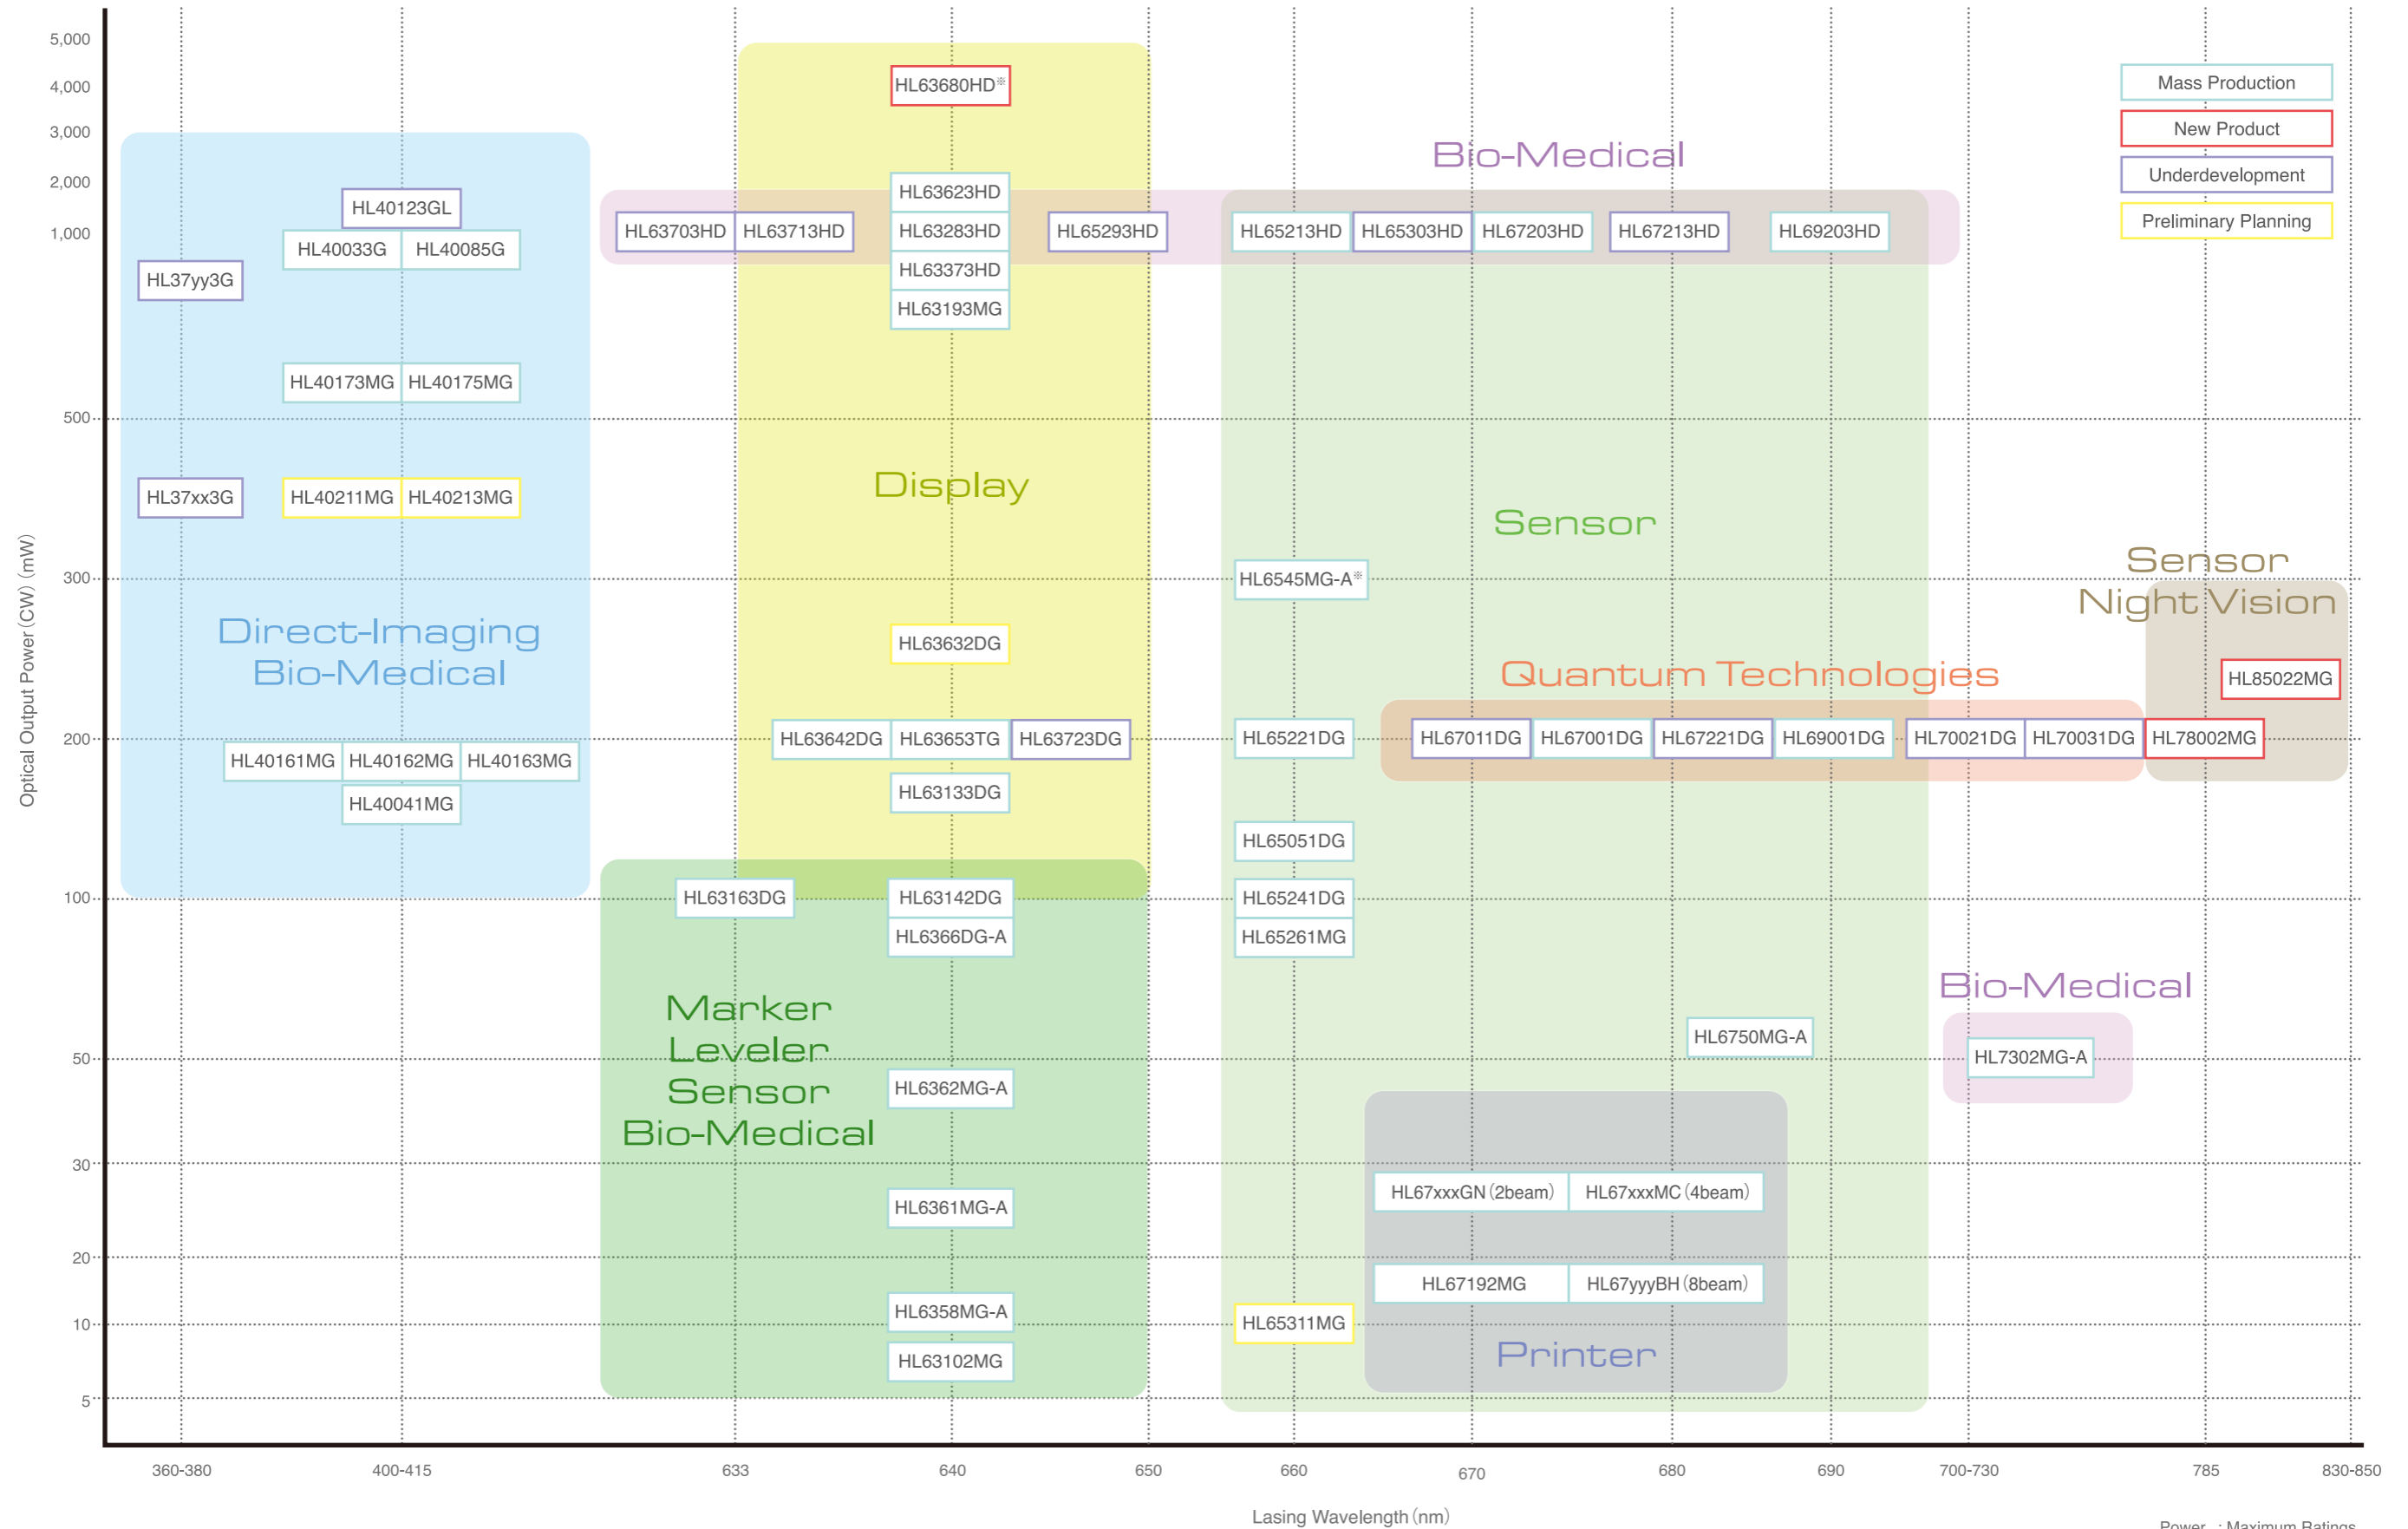 5,000
4,000
3,000
2,000
1,000
500
300
200
100
50
30
20
10
5
Optical Output Power (CW) (mW)
HL63680HD※
Mass Production
New Product
Underdevelopment
Preliminary Planning
Bio-Medical
HL40123GL
HL40033G HL40085G
HL37yy3G
HL63623HD
HL63703HD HL63713HD HL63283HD HL65293HD HL65213HD HL65303HD HL67203HD HL67213HD HL69203HD
HL63373HD
HL63193MG
HL40173MG HL40175MG
HL37xx3G HL40211MG HL40213MG
Display
Sensor
Sensor
Night Vision
HL6545MG-A※
Direct-Imaging
Bio-Medical
HL63632DG
Quantum Technologies
HL85022MG
HL63642DG HL63653TG HL63723DG HL65221DG HL67011DG HL67001DG HL67221DG HL69001DG HL70021DG HL70031DG HL78002MG
HL40161MG HL40162MG HL40163MG
HL40041MG
HL63133DG
HL65051DG
HL63163DG HL63142DG HL65241DG
HL6366DG-A HL65261MG
Marker
Leveler
Sensor
Bio-Medical
Bio-Medical
HL6750MG-A
HL7302MG-A
HL6362MG-A
HL6361MG-A
HL67xxxGN (2beam) HL67xxxMC (4beam)
HL67192MG HL67yyyBH (8beam)
HL6358MG-A
HL65311MG
Printer
HL63102MG
360-380 400-415 633 640 650 660 670 680 690 700-730 785 830-850
Lasing Wavelength (nm)
Power : Maximum Ratings